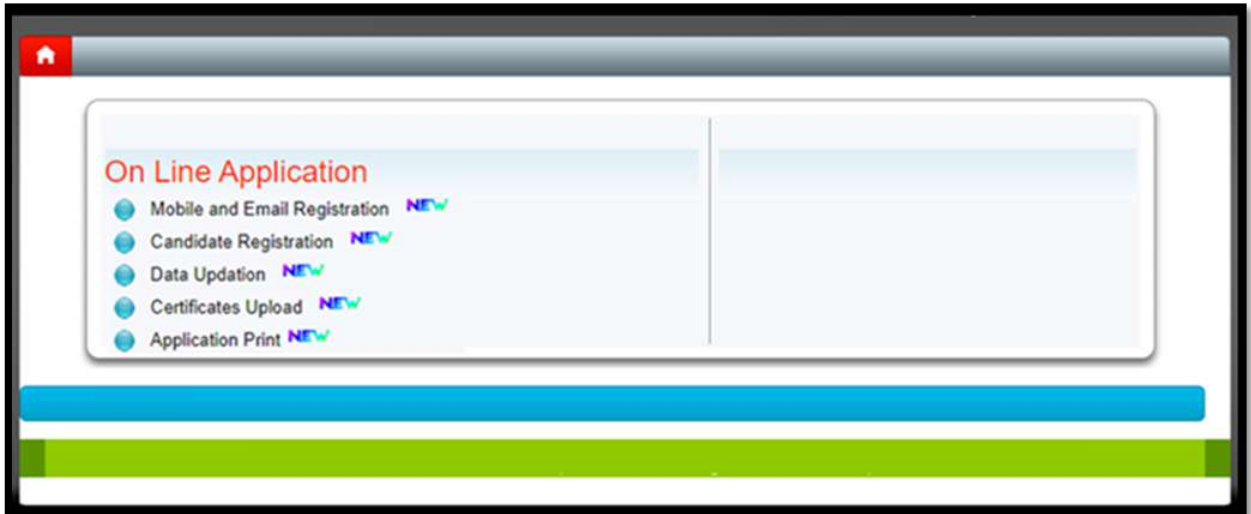 On Line Application
Mobile and Email Registration NEW
Candidate Registration NEW
Data Updation NEW
Certificates Upload NEW
Application Print NEW